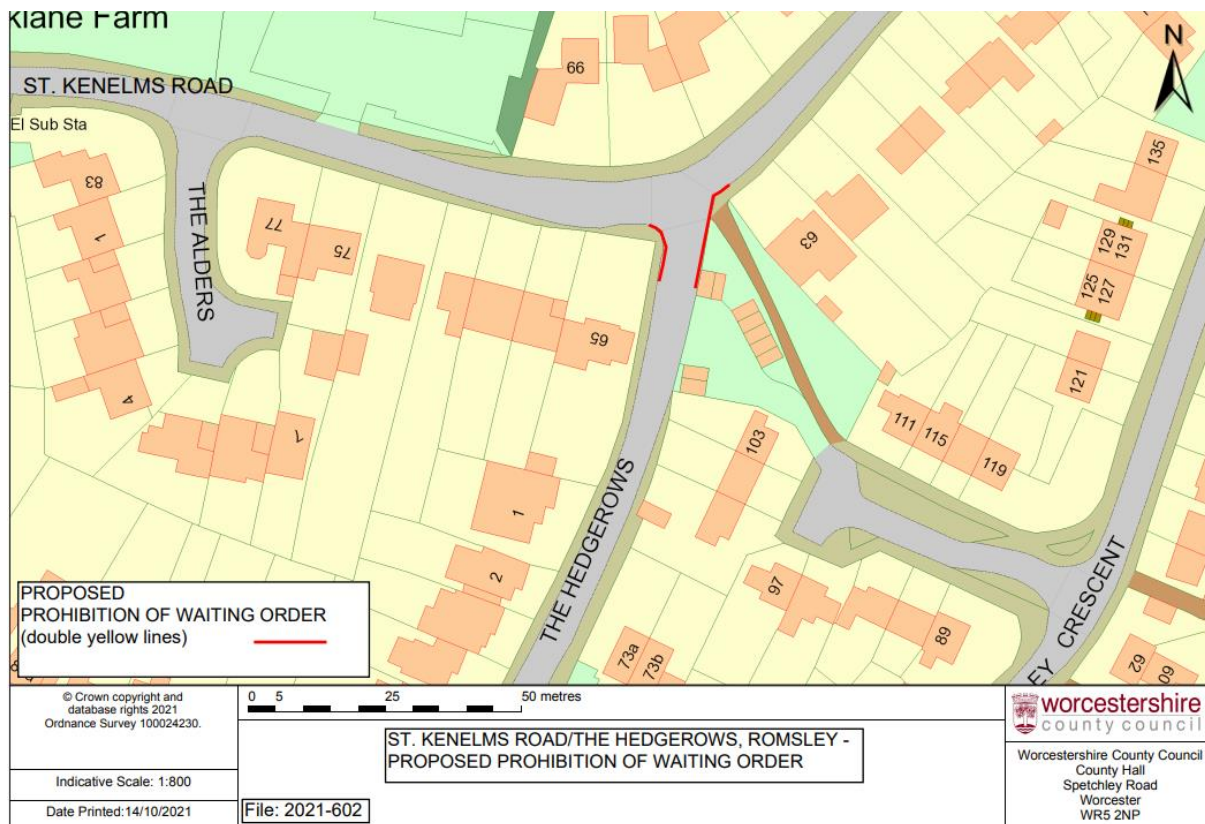 klane Farm
ST. KENELMS ROAD
El Sub Sta
THE ALDERS
83
1
4
77
75
7
66
65
1
2
THE HEDGEROWS
63
103
97
89
73a
73b
111
115
119
121
125
127
129
131
135
EY CRESCENT
62
60
N
PROPOSED
PROHIBITION OF WAITING ORDER
(double yellow lines)
© Crown copyright and
database rights 2021
Ordnance Survey 100024230.
Indicative Scale: 1:800
Date Printed:14/10/2021
0 5 25 50 metres
ST. KENELMS ROAD/THE HEDGEROWS, ROMSLEY -
PROPOSED PROHIBITION OF WAITING ORDER
File: 2021-602
worcestershire
county council
Worcestershire County Council
County Hall
Spetchley Road
Worcester
WR5 2NP